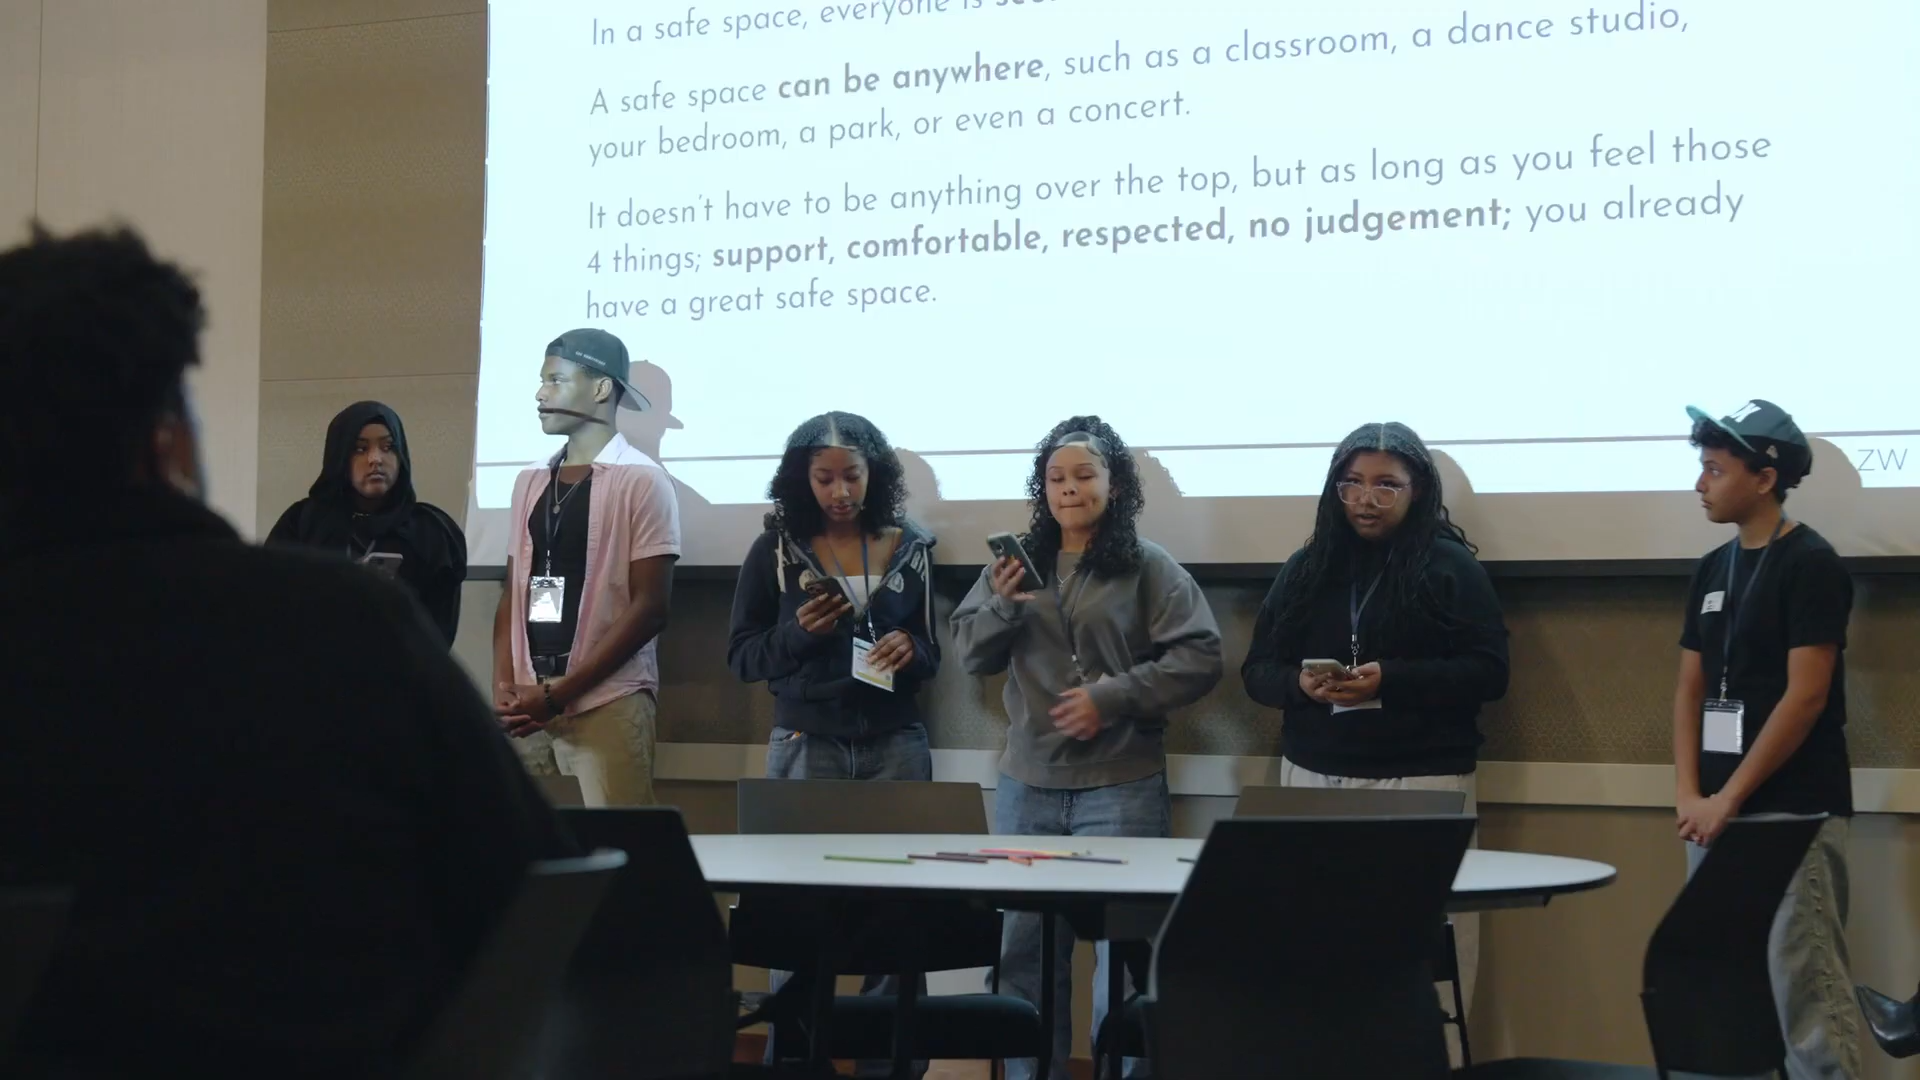 In a safe space, everyone is
A safe space can be anywhere, such as a classroom, a dance studio,
your bedroom, a park, or even a concert.
It doesn't have to be anything over the top, but as long as you feel those
4 things; support, comfortable, respected, no judgement; you already
have a great safe space.
ZW